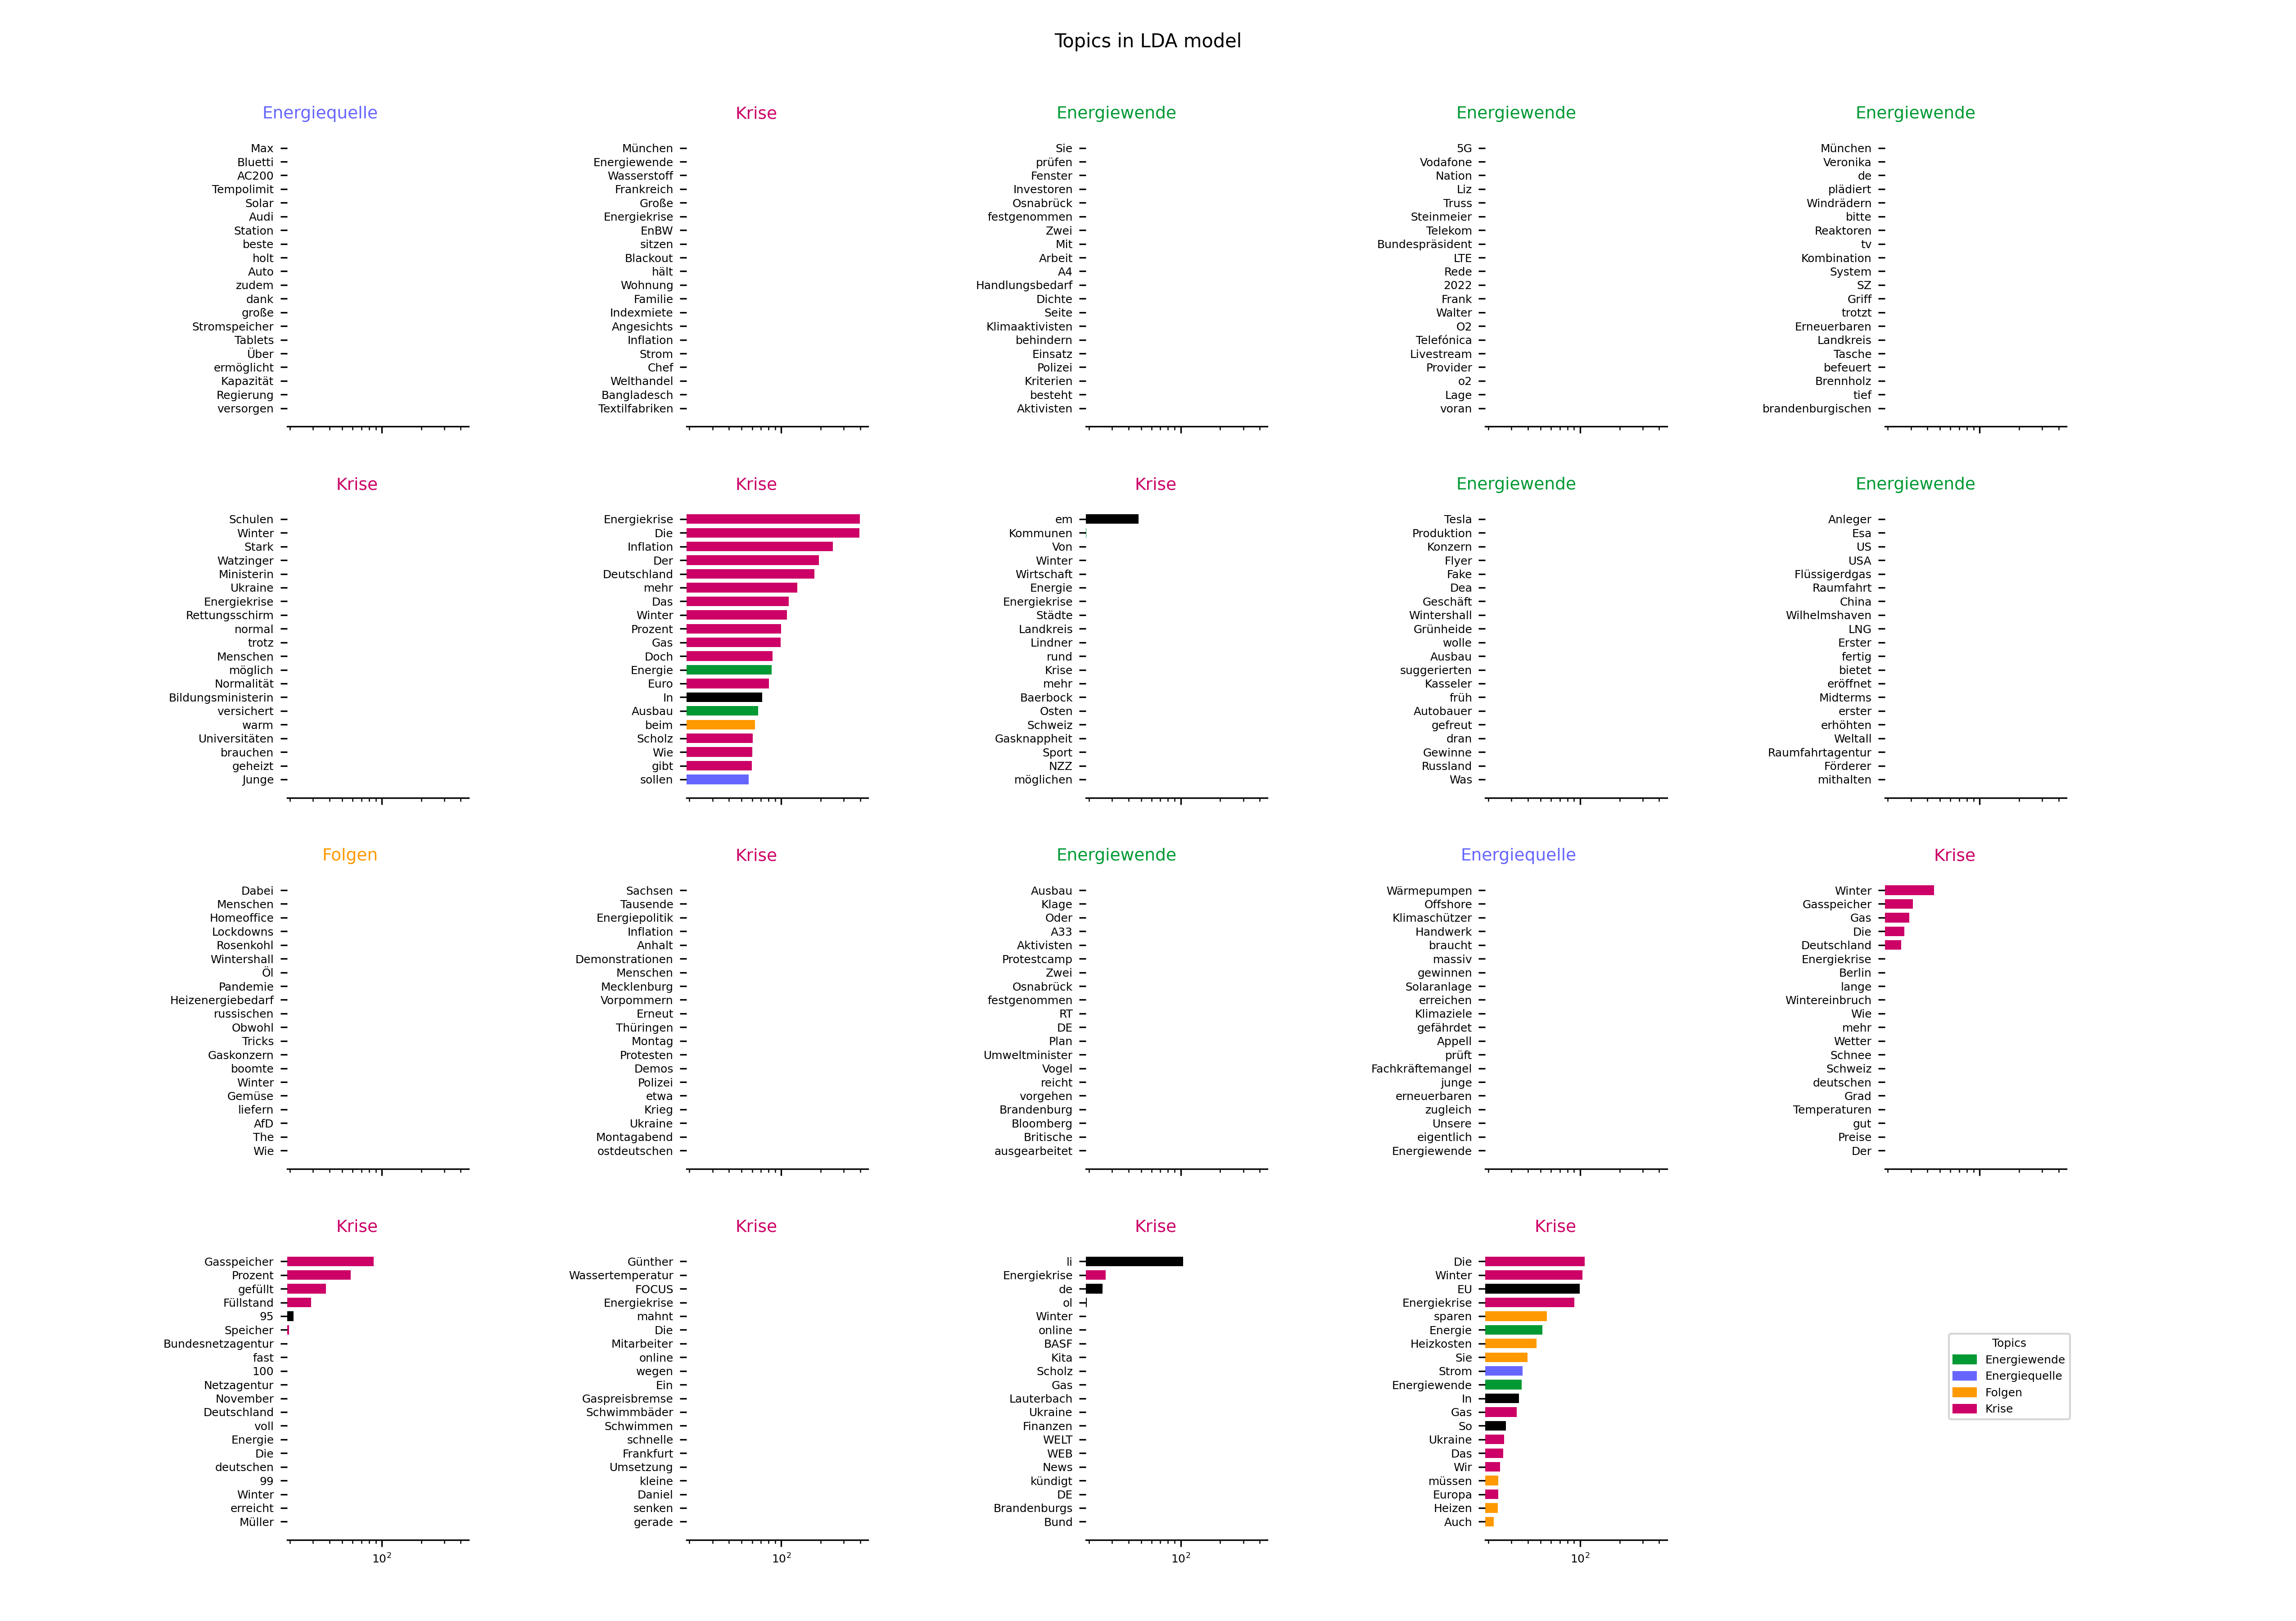 Topics in LDA model
Energiequelle
Max
Bluetti
AC200
Tempolimit
Solar
Audi
Station
beste
holt
Auto
zudem
dank
große
Stromspeicher
Tablets
Über
ermöglicht
Kapazität
Regierung
versorgen
Krise
München
Energiewende
Wasserstoff
Frankreich
Große
Energiekrise
EnBW
sitzen
Blackout
hält
Wohnung
Familie
Indexmiete
Angesichts
Inflation
Strom
Chef
Welthandel
Bangladesch
Textilfabriken
Energiewende
Sie
prüfen
Fenster
Investoren
Osnabrück
festgenommen
Zwei
Mit
Arbeit
A4
Handlungsbedarf
Dichte
Seite
Klimaaktivisten
behindern
Einsatz
Polizei
Kriterien
besteht
Aktivisten
Energiewende
5G
Vodafone
Nation
Liz
Truss
Steinmeier
Telekom
Bundespräsident
LTE
Rede
2022
Frank
Walter
O2
Telefónica
Livestream
Provider
o2
Lage
voran
Energiewende
München
Veronika
de
plädiert
Windrädern
bitte
Reaktoren
tv
Kombination
System
SZ
Griff
trotzt
Erneuerbaren
Landkreis
Tasche
befeuert
Brennholz
tief
brandenburgischen
Krise
Schulen
Winter
Stark
Watzinger
Ministerin
Ukraine
Energiekrise
Rettungsschirm
normal
trotz
Menschen
möglich
Normalität
Bildungsministerin
versichert
warm
Universitäten
brauchen
geheizt
Junge
Krise
Energiekrise
Die
Inflation
Der
Deutschland
mehr
Das
Winter
Prozent
Gas
Doch
Energie
Euro
In
Ausbau
beim
Scholz
Wie
gibt
sollen
Krise
em
Kommunen
Von
Winter
Wirtschaft
Energie
Energiekrise
Städte
Landkreis
Lindner
rund
Krise
mehr
Baerbock
Osten
Schweiz
Gasknappheit
Sport
NZZ
möglichen
Energiewende
Tesla
Produktion
Konzern
Flyer
Fake
Dea
Geschäft
Wintershall
Grünheide
wolle
Ausbau
suggerierten
Kasseler
früh
Autobauer
gefreut
dran
Gewinne
Russland
Was
Energiewende
Anleger
Esa
US
USA
Flüssigerdgas
Raumfahrt
China
Wilhelmshaven
LNG
Erster
fertig
bietet
eröffnet
Midterms
erster
erhöhten
Weltall
Raumfahrtagentur
Förderer
mithalten
Folgen
Dabei
Menschen
Homeoffice
Lockdowns
Rosenkohl
Wintershall
Öl
Pandemie
Heizenergiebedarf
russischen
Obwohl
Tricks
Gaskonzern
boomte
Winter
Gemüse
liefern
AfD
The
Wie
Krise
Sachsen
Tausende
Energiepolitik
Inflation
Anhalt
Demonstrationen
Menschen
Mecklenburg
Vorpommern
Erneut
Thüringen
Montag
Protesten
Demos
Polizei
etwa
Krieg
Ukraine
Montagabend
ostdeutschen
Energiewende
Ausbau
Klage
Oder
A33
Aktivisten
Protestcamp
Zwei
Osnabrück
festgenommen
RT
DE
Plan
Umweltminister
Vogel
reicht
vorgehen
Brandenburg
Bloomberg
Britische
ausgearbeitet
Energiequelle
Wärmepumpen
Offshore
Klimaschützer
Handwerk
braucht
massiv
gewinnen
Solaranlage
erreichen
Klimaziele
gefährdet
Appell
prüft
Fachkräftemangel
junge
erneuerbaren
zugleich
Unsere
eigentlich
Energiewende
Krise
Winter
Gasspeicher
Gas
Die
Deutschland
Energiekrise
Berlin
lange
Wintereinbruch
Wie
mehr
Wetter
Schnee
Schweiz
deutschen
Grad
Temperaturen
gut
Preise
Der
Krise
Gasspeicher
Prozent
gefüllt
Füllstand
95
Speicher
Bundesnetzagentur
fast
100
Netzagentur
November
Deutschland
voll
Energie
Die
deutschen
99
Winter
erreicht
Müller
10²
Krise
Günther
Wassertemperatur
FOCUS
Energiekrise
mahnt
Die
Mitarbeiter
online
wegen
Ein
Gaspreisbremse
Schwimmbäder
Schwimmen
schnelle
Frankfurt
Umsetzung
kleine
Daniel
senken
gerade
10²
Krise
li
Energiekrise
de
ol
Winter
online
BASF
Kita
Scholz
Gas
Lauterbach
Ukraine
Finanzen
WELT
WEB
News
kündigt
DE
Brandenburgs
Bund
10²
Krise
Die
Winter
EU
Energiekrise
sparen
Energie
Heizkosten
Sie
Strom
Energiewende
In
Gas
So
Ukraine
Das
Wir
müssen
Europa
Heizen
Auch
10²
Topics
Energiewende
Energiequelle
Folgen
Krise